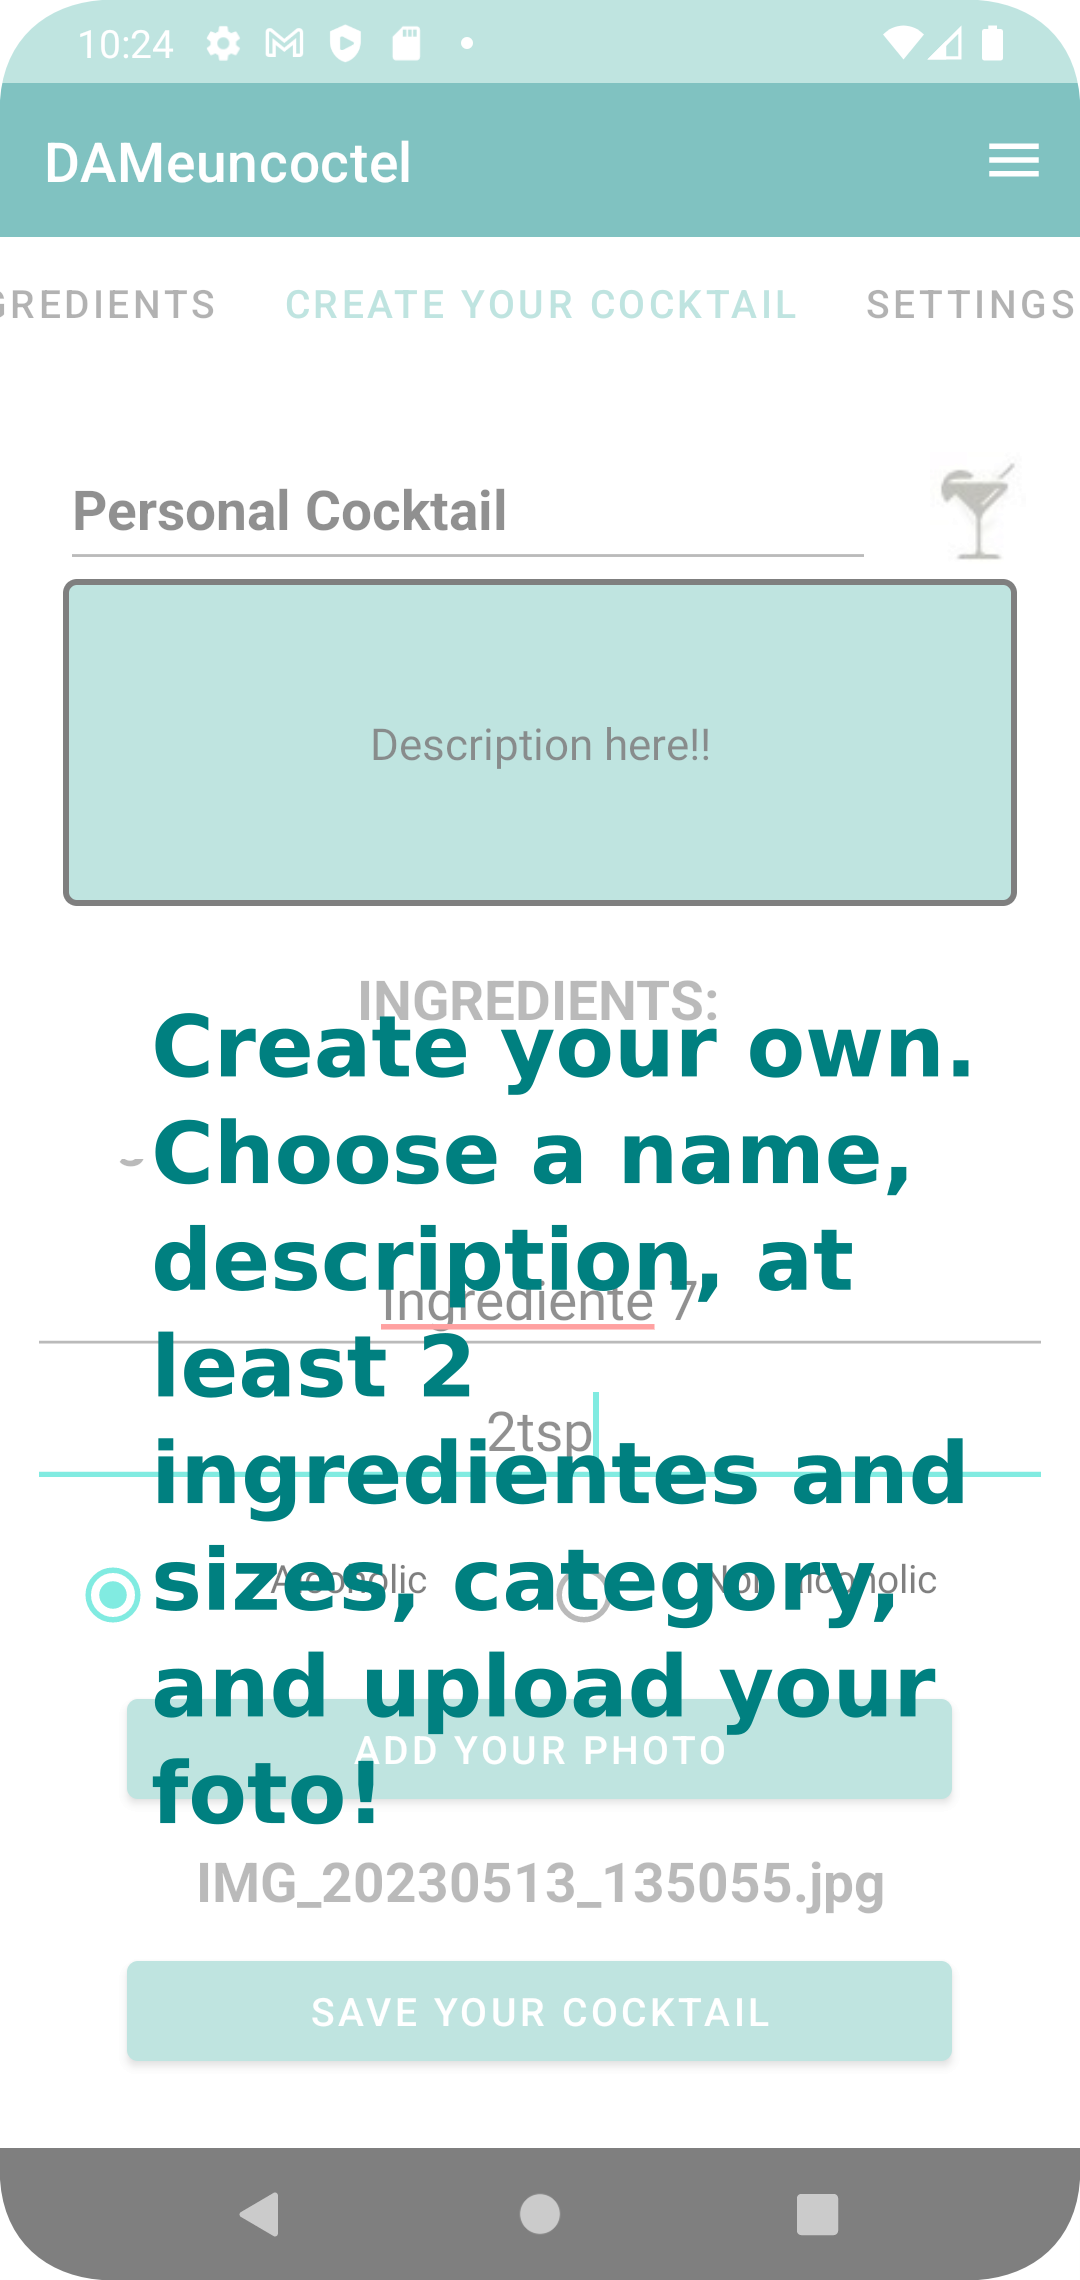 10:24
DAMeuncoctel
GREDIENTS CREATE YOUR COCKTAIL SETTINGS
Personal Cocktail
Description here!!
INGREDIENTS:
Create your own.
Choose a name,
description, at
Ingrediente 7
least 2
2tsp
ingredientes and
sizes, category,
Alcoholic Non alcoholic
and upload your
ADD YOUR PHOTO
foto!
IMG_20230513_135055.jpg
SAVE YOUR COCKTAIL